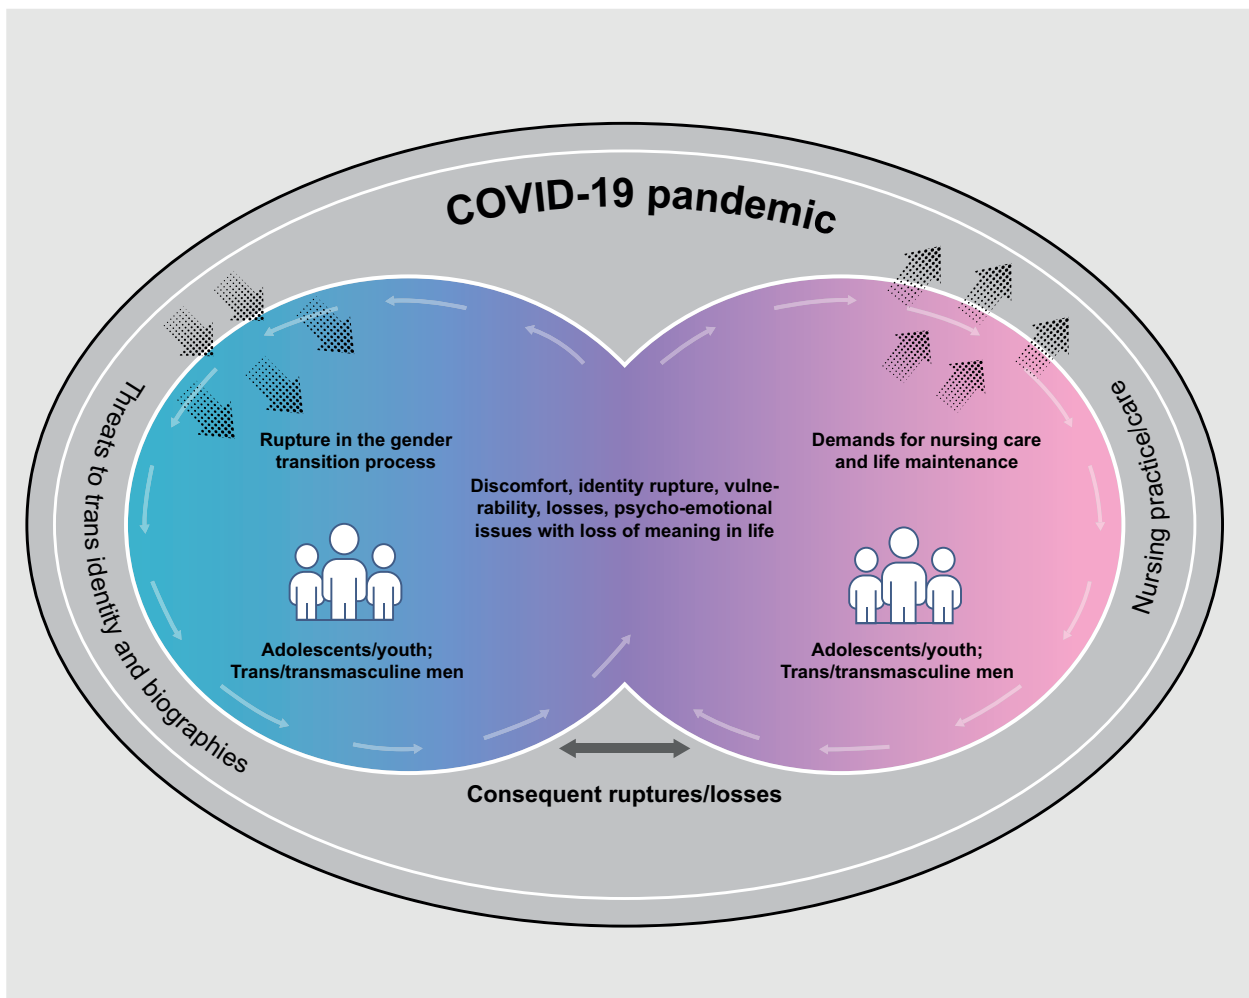 COVID-19 pandemic
Threats to trans identity and biographies
Rupture in the gender
transition process
Adolescents/youth;
Trans/transmasculine men
Discomfort, identity rupture, vulne-
rability, losses, psycho-emotional
issues with loss of meaning in life
Demands for nursing care
and life maintenance
Adolescents/youth;
Trans/transmasculine men
Nursing practice/care
Consequent ruptures/losses